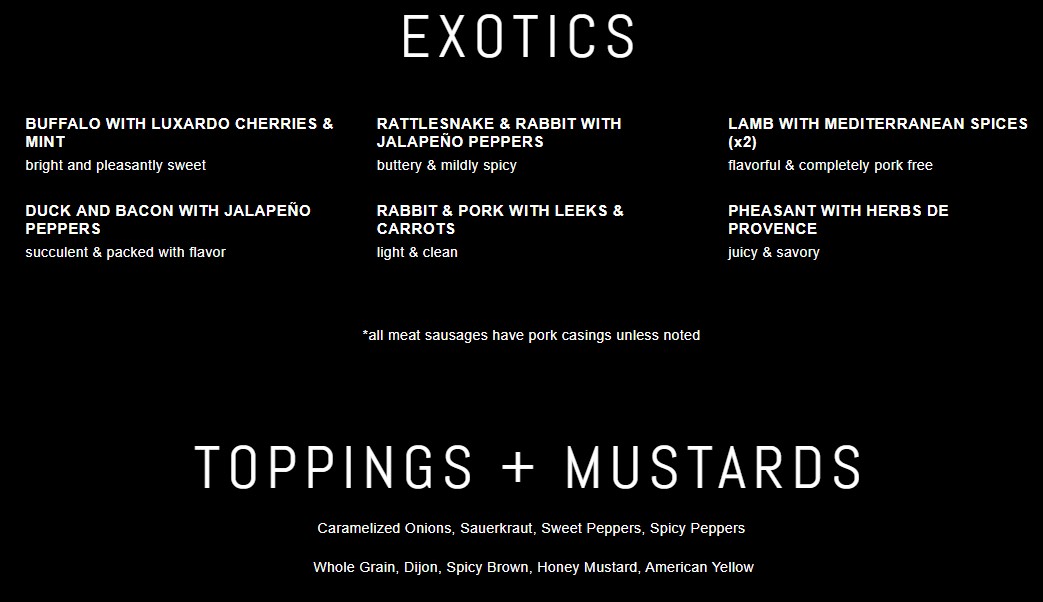 EXOTICS
BUFFALO WITH LUXARDO CHERRIES &
MINT
bright and pleasantly sweet
RATTLESNAKE & RABBIT WITH
JALAPEÑO PEPPERS
buttery & mildly spicy
LAMB WITH MEDITERRANEAN SPICES
(x2)
flavorful & completely pork free
DUCK AND BACON WITH JALAPEÑO
PEPPERS
succulent & packed with flavor
RABBIT & PORK WITH LEEKS &
CARROTS
light & clean
PHEASANT WITH HERBS DE
PROVENCE
juicy & savory
*all meat sausages have pork casings unless noted
TOPPINGS + MUSTARDS
Caramelized Onions, Sauerkraut, Sweet Peppers, Spicy Peppers
Whole Grain, Dijon, Spicy Brown, Honey Mustard, American Yellow